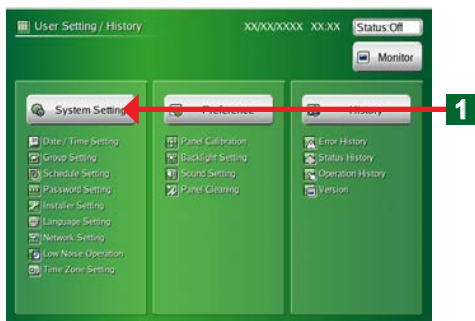 User Setting / History
XX/XX/XXXX XX:XX
Status:Off
Monitor
System Setting
Preference
History
1
Date / Time Setting
Group Setting
Schedule Setting
Password Setting
Installer Setting
Language Setting
Network Setting
Low Noise Operation
Time Zone Setting
Panel Calibration
Backlight Setting
Sound Setting
Panel Cleaning
Error History
Status History
Operation History
Version